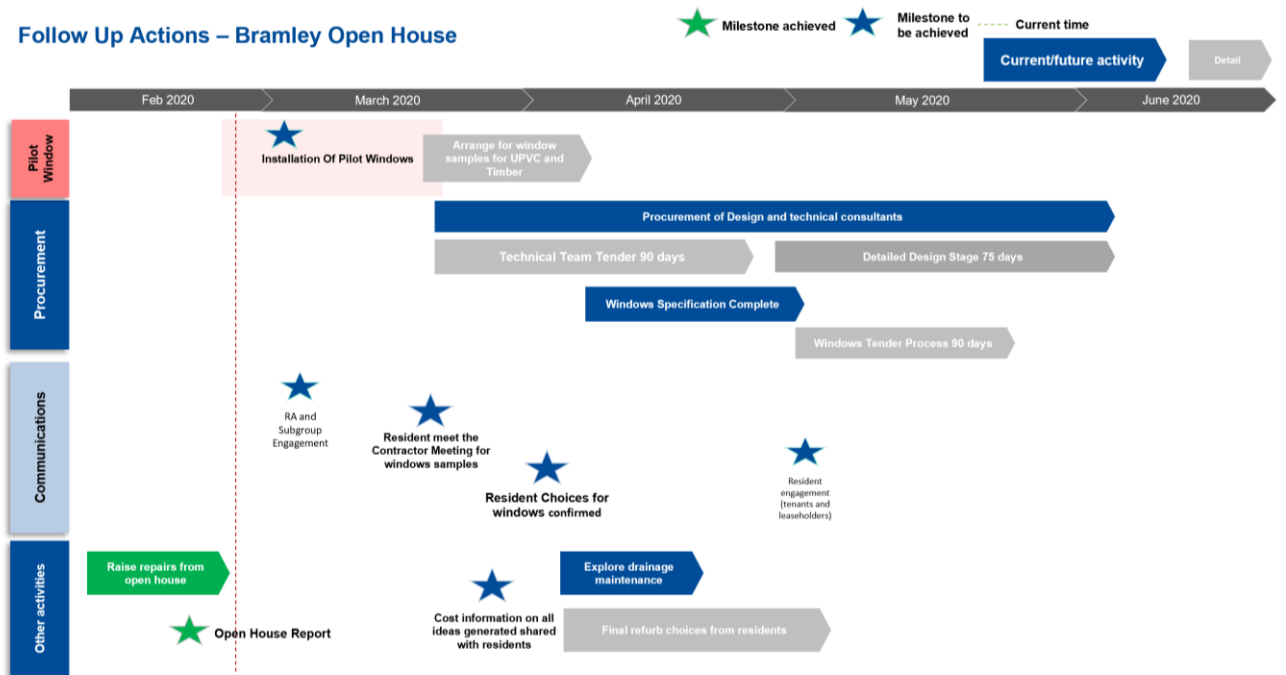 Follow Up Actions – Bramley Open House
Milestone achieved
Milestone to
be achieved
Current time
Current/future activity
Detail
Feb 2020
March 2020
April 2020
May 2020
June 2020
Pilot
Window
Installation Of Pilot Windows
Arrange for window
samples for UPVC and
Timber
Procurement
Procurement of Design and technical consultants
Technical Team Tender 90 days
Detailed Design Stage 75 days
Windows Specification Complete
Windows Tender Process 90 days
Communications
RA and
Subgroup
Engagement
Resident meet the
Contractor Meeting for
windows samples
Resident Choices for
windows confirmed
Resident
engagement
(tenants and
leaseholders)
Other activities
Raise repairs from
open house
Open House Report
Cost information on all
ideas generated shared
with residents
Explore drainage
maintenance
Final refurb choices from residents